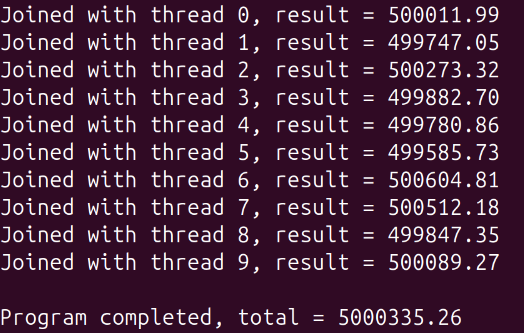 Joined with thread 0, result = 500011.99
Joined with thread 1, result = 499747.05
Joined with thread 2, result = 500273.32
Joined with thread 3, result = 499882.70
Joined with thread 4, result = 499780.86
Joined with thread 5, result = 499585.73
Joined with thread 6, result = 500604.81
Joined with thread 7, result = 500512.18
Joined with thread 8, result = 499847.35
Joined with thread 9, result = 500089.27
Program completed, total = 5000335.26